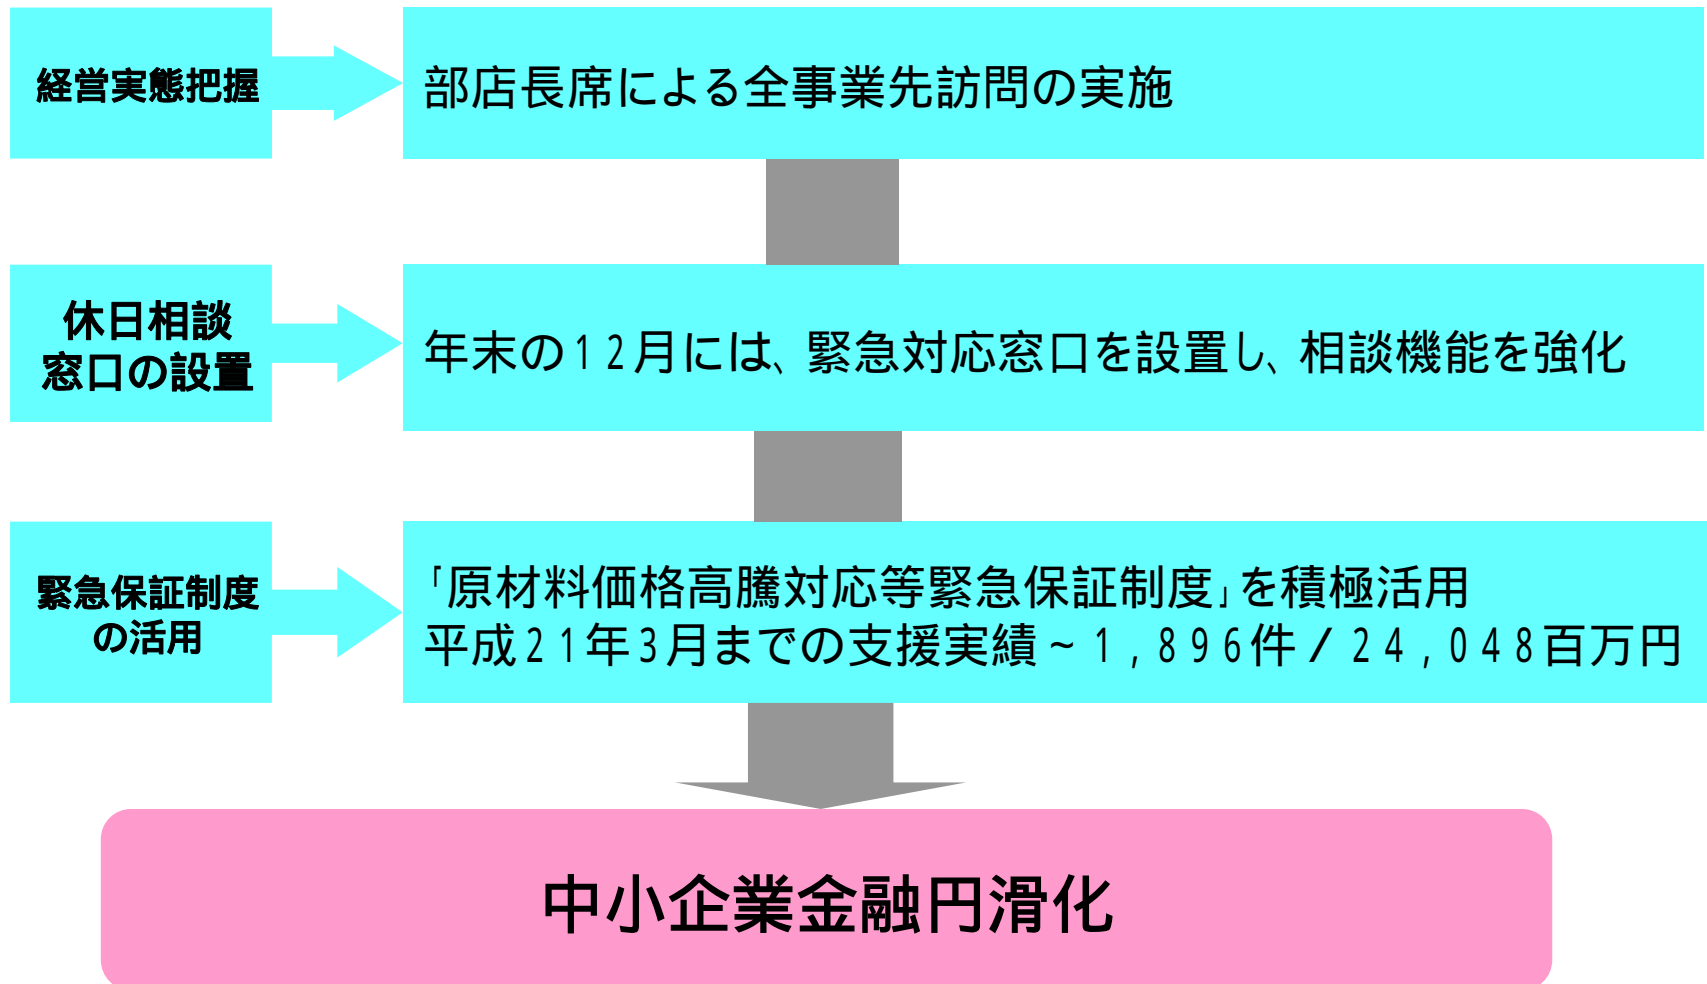 経営実態把握
部店長席による全事業先訪問の実施
休日相談
窓口の設置
年末の12月には、緊急対応窓口を設置し、相談機能を強化
緊急保証制度
の活用
「原材料価格高騰対応等緊急保証制度」を積極活用
平成21年3月までの支援実績~1,896件/24,048百万円
中小企業金融円滑化